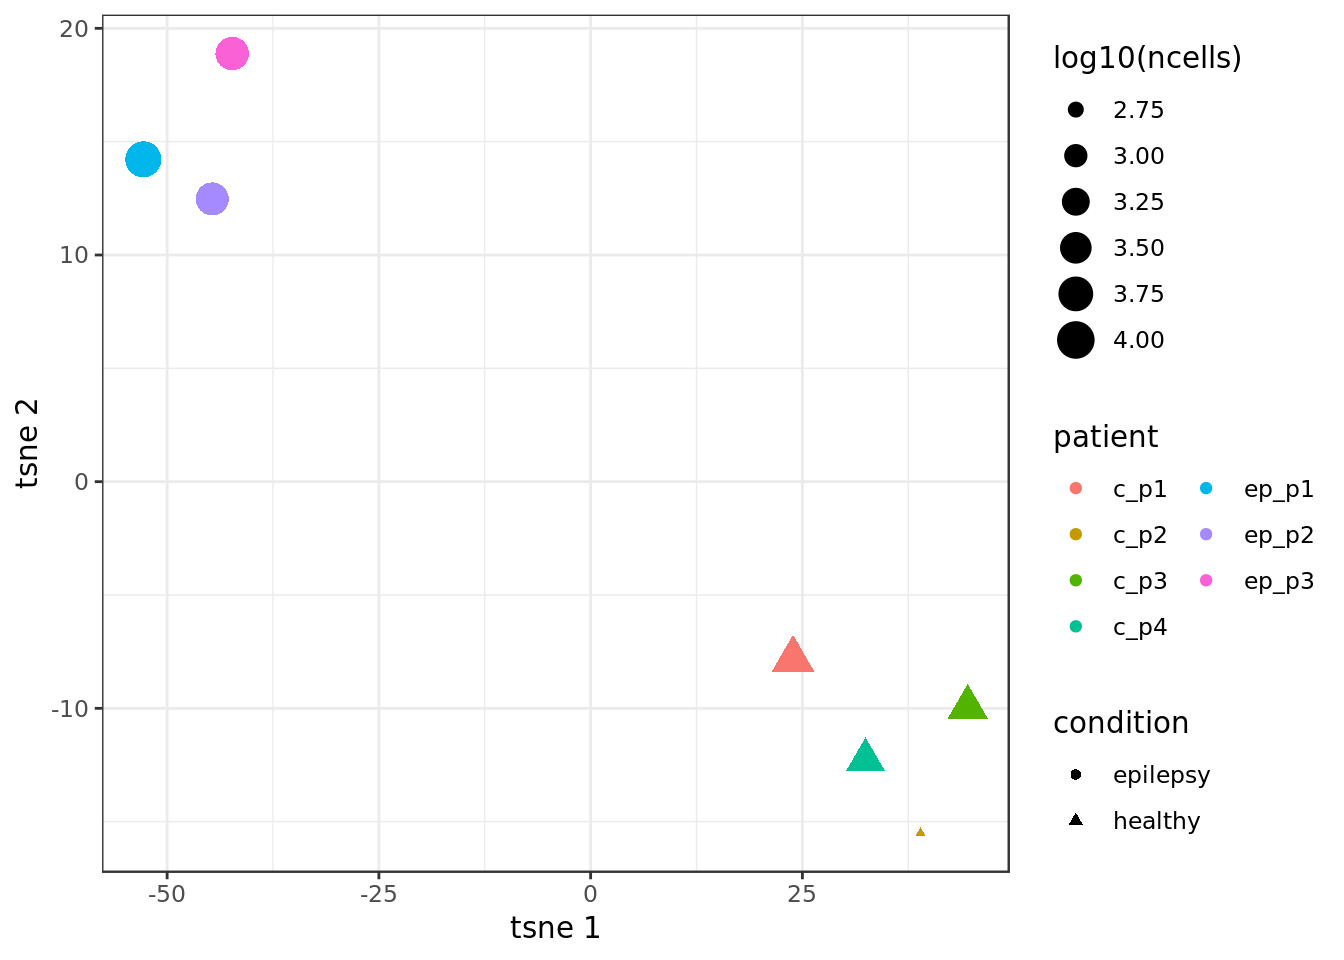 20
10
0
-10
tsne 2
-50
-25
0
25
tsne 1
log10(ncells)
2.75
3.00
3.25
3.50
3.75
4.00
patient
c_p1 ep_p1
c_p2 ep_p2
c_p3 ep_p3
c_p4
condition
epilepsy
healthy